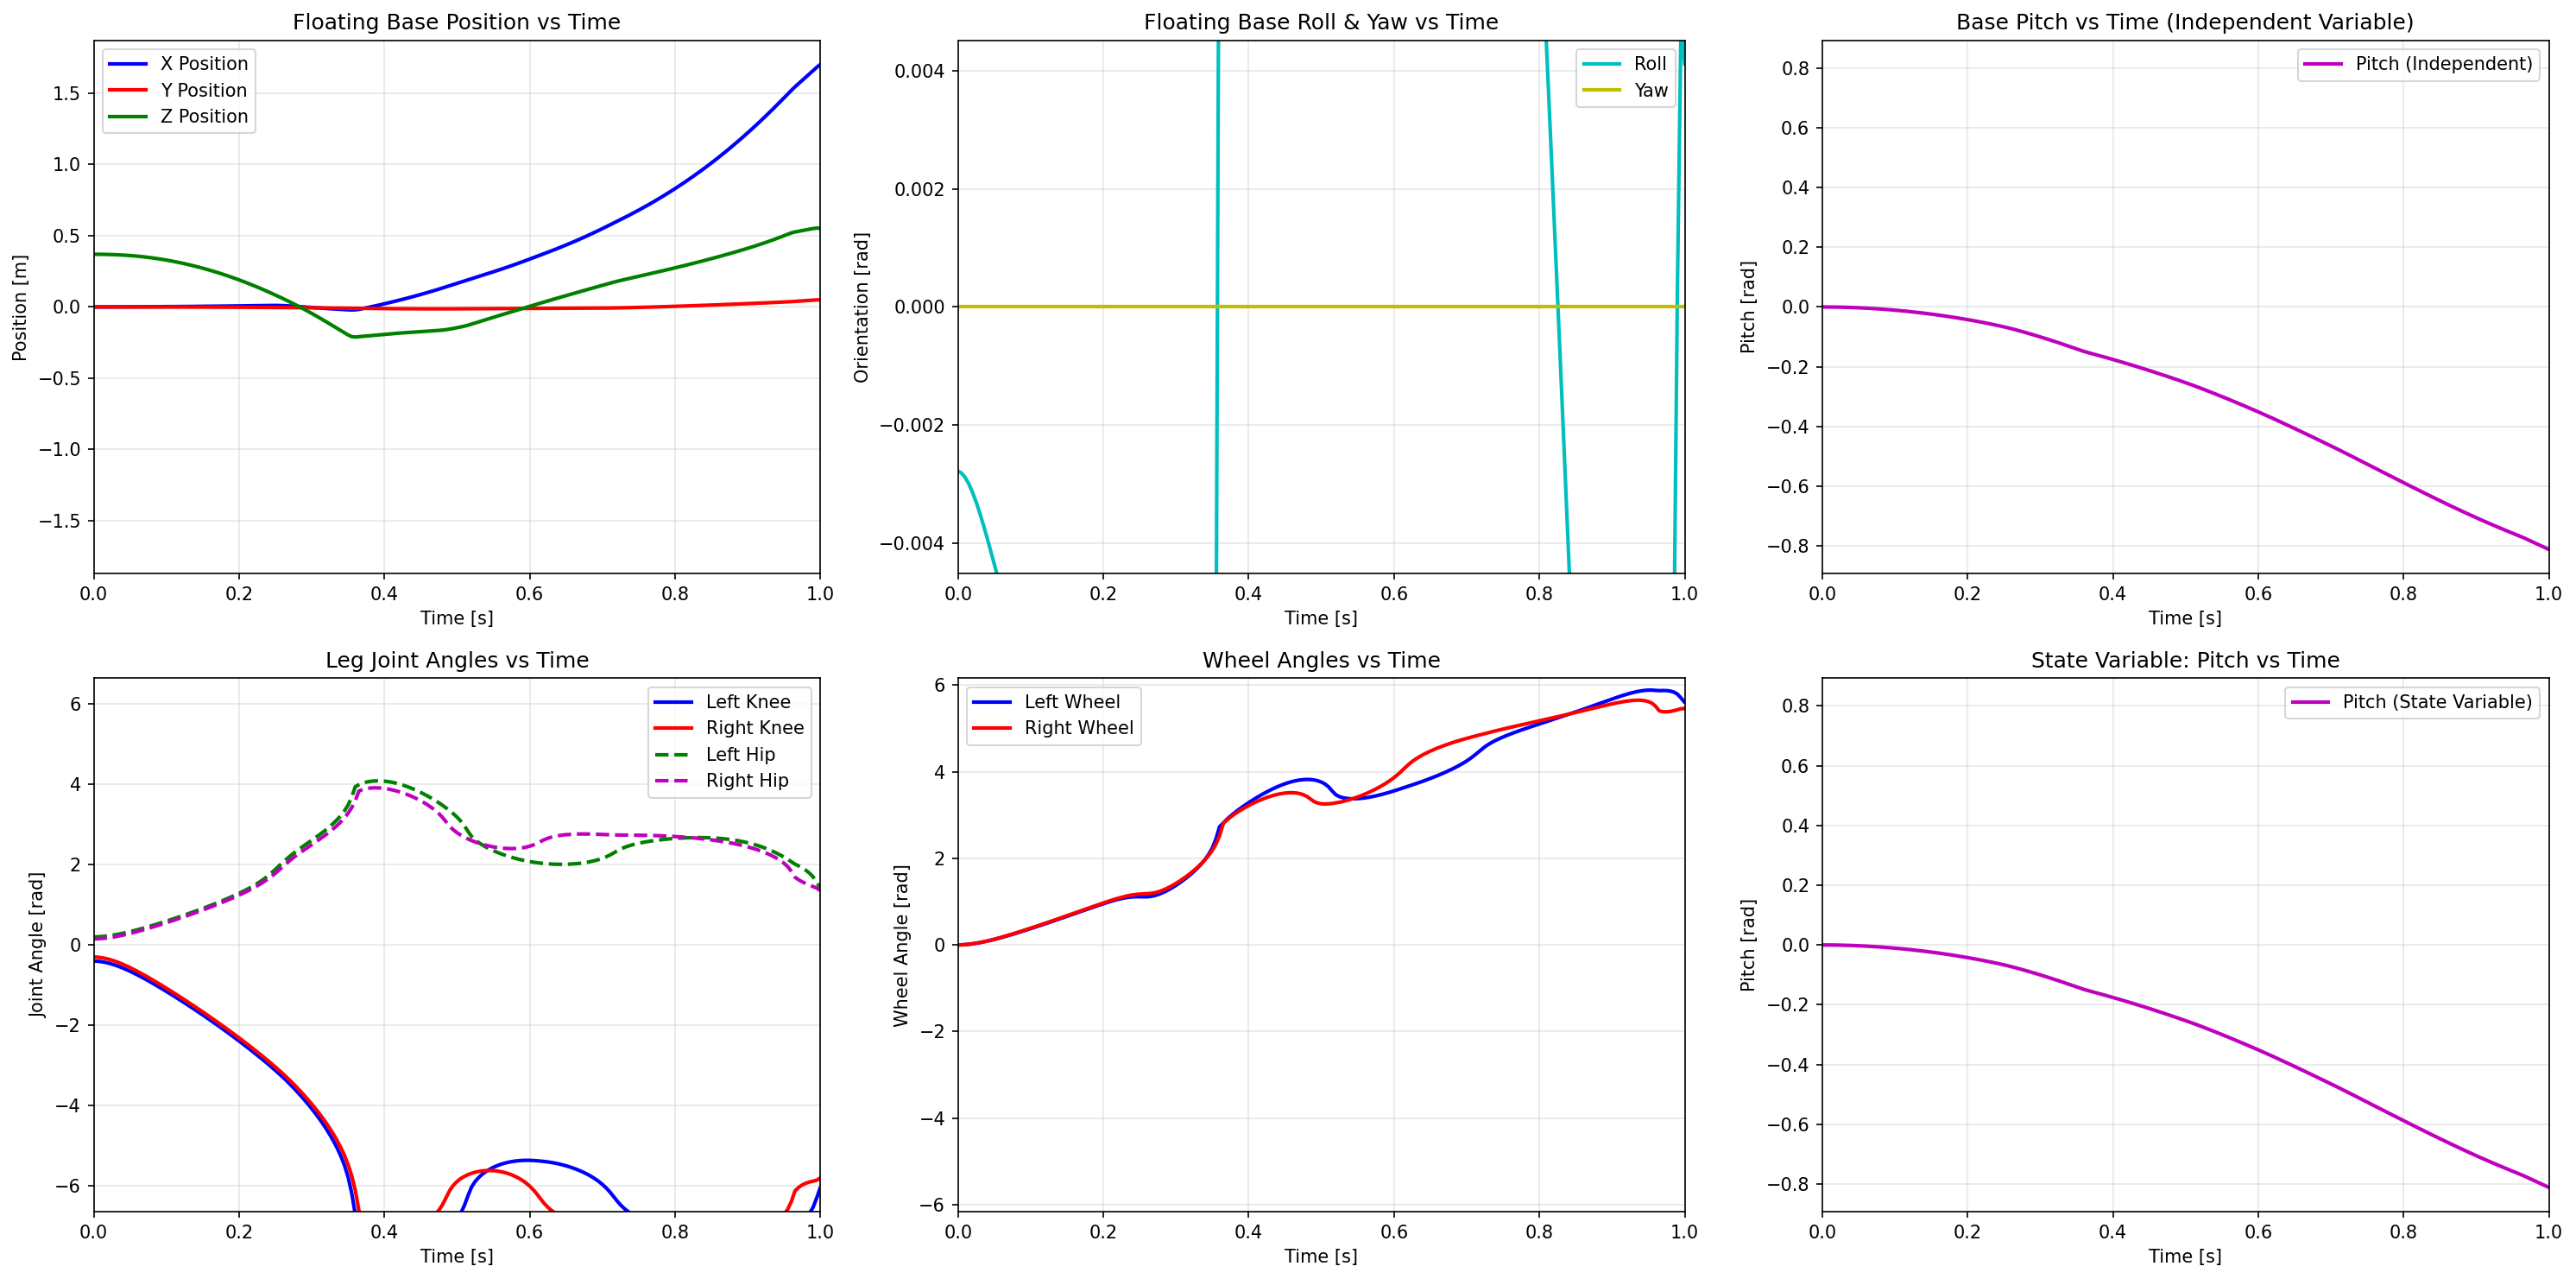 Floating Base Position vs Time
X Position
Y Position
Z Position
1.5
1.0
0.5
0.0
−0.5
−1.0
−1.5
Position [m]
0.0 0.2 0.4 0.6 0.8 1.0
Time [s]
Floating Base Roll & Yaw vs Time
Roll
Yaw
0.004
0.002
0.000
−0.002
−0.004
Orientation [rad]
0.0 0.2 0.4 0.6 0.8 1.0
Time [s]
Base Pitch vs Time (Independent Variable)
Pitch (Independent)
0.8
0.6
0.4
0.2
0.0
−0.2
−0.4
−0.6
−0.8
Pitch [rad]
0.0 0.2 0.4 0.6 0.8 1.0
Time [s]
Leg Joint Angles vs Time
Left Knee
Right Knee
Left Hip
Right Hip
6
4
2
0
−2
−4
−6
Joint Angle [rad]
0.0 0.2 0.4 0.6 0.8 1.0
Time [s]
Wheel Angles vs Time
Left Wheel
Right Wheel
6
4
2
0
−2
−4
−6
Wheel Angle [rad]
0.0 0.2 0.4 0.6 0.8 1.0
Time [s]
State Variable: Pitch vs Time
Pitch (State Variable)
0.8
0.6
0.4
0.2
0.0
−0.2
−0.4
−0.6
−0.8
Pitch [rad]
0.0 0.2 0.4 0.6 0.8 1.0
Time [s]